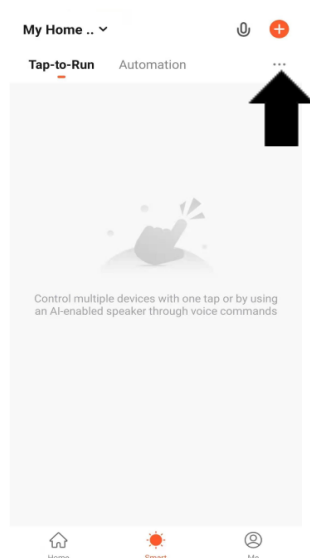 My Home ..
Tap-to-Run Automation ...
Control multiple devices with one tap or by using
an AI-enabled speaker through voice commands
Home Smart Me